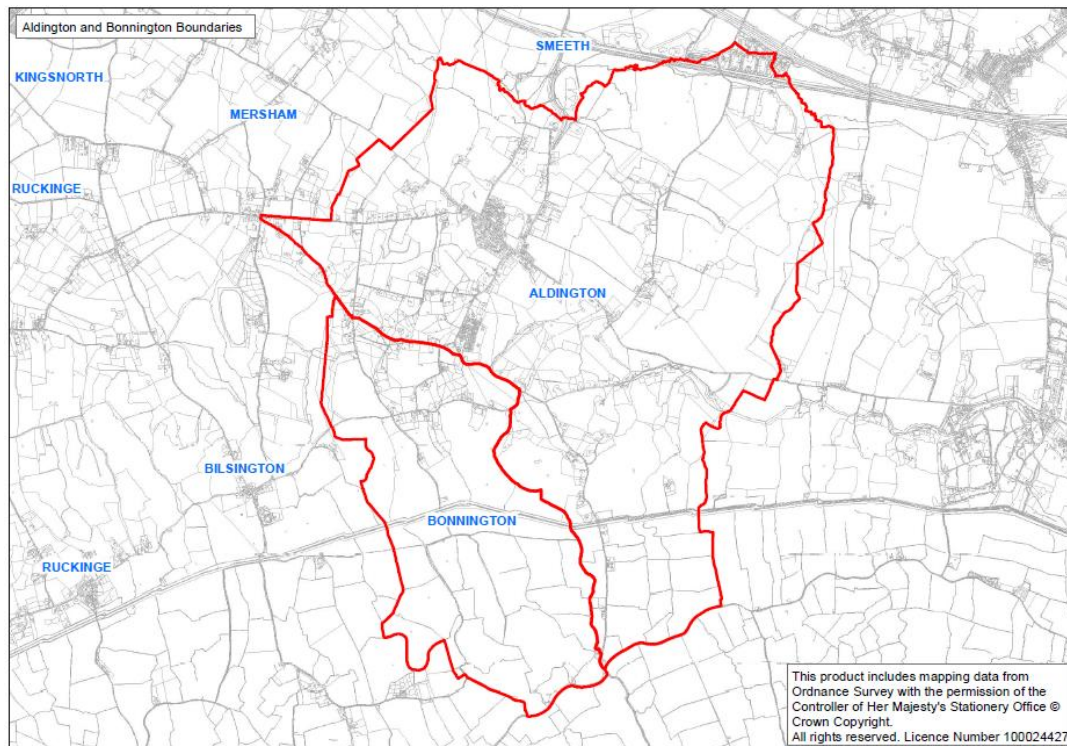 Aldington and Bonnington Boundaries
SMEETH
KINGSNORTH
MERSHAM
RUCKINGE
ALDINGTON
BILSINGTON
BONNINGTON
RUCKINGE
This product includes mapping data from
Ordnance Survey with the permission of the
Controller of Her Majesty's Stationery Office ©
Crown Copyright.
All rights reserved. Licence Number 100024427